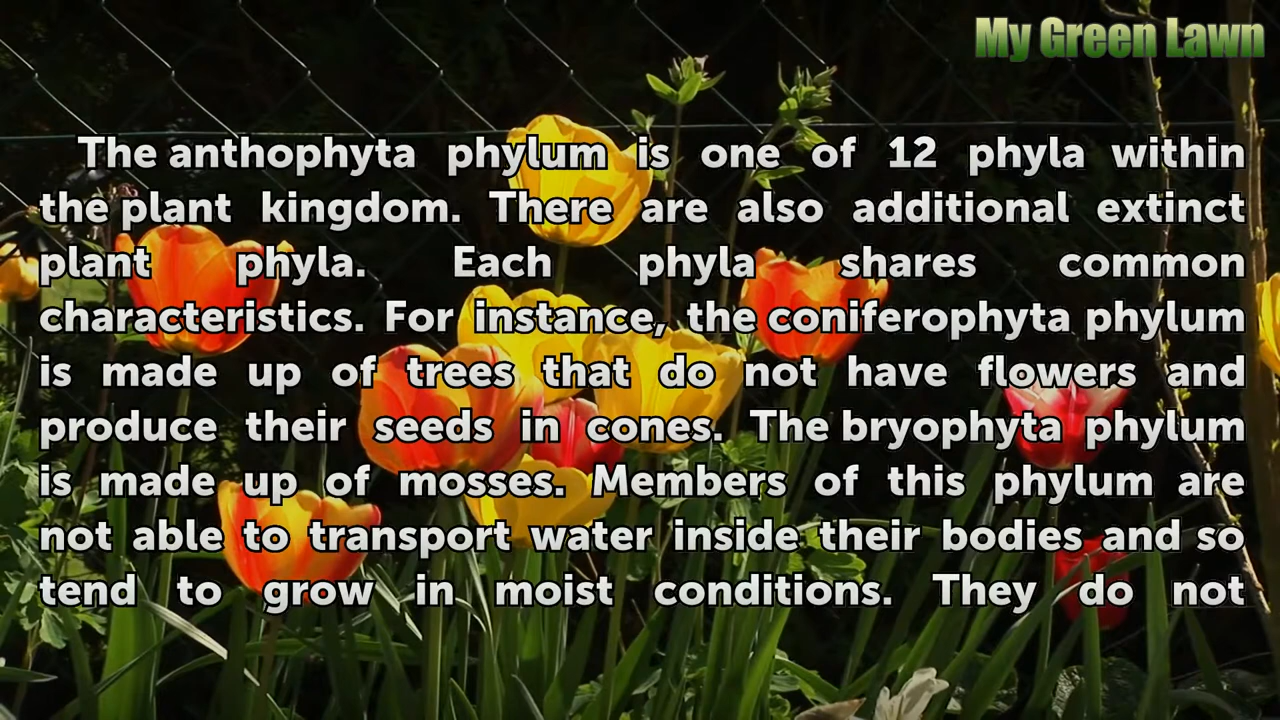 My Green Lawn
The anthophyta phylum is one of 12 phyla within
the plant kingdom. There are also additional extinct
plant phyla. Each phyla shares common
characteristics. For instance, the coniferophyta phylum
is made up of trees that do not have flowers and
produce their seeds in cones. The bryophyta phylum
is made up of mosses. Members of this phylum are
not able to transport water inside their bodies and so
tend to grow in moist conditions. They do not